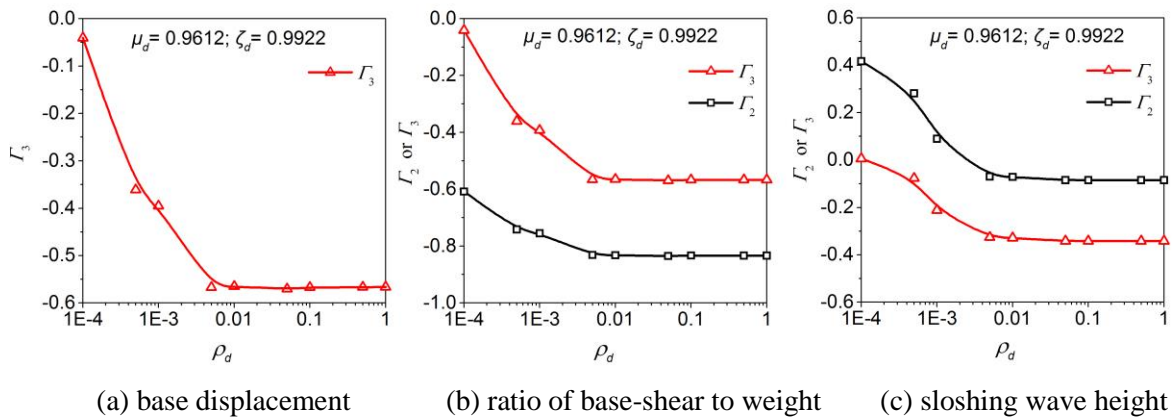 μd= 0.9612; ζd= 0.9922
Γ3
0.0
-0.1
-0.2
-0.3
-0.4
-0.5
-0.6
Γ3
1E-4 1E-3 0.01 0.1 1
ρd
(a) base displacement
μd= 0.9612; ζd= 0.9922
Γ3
Γ2
0.0
-0.2
-0.4
-0.6
-0.8
-1.0
Γ2 or Γ3
1E-4 1E-3 0.01 0.1 1
ρd
(b) ratio of base-shear to weight
μd= 0.9612; ζd= 0.9922
Γ3
Γ2
0.6
0.4
0.2
0.0
-0.2
-0.4
-0.6
Γ2 or Γ3
1E-4 1E-3 0.01 0.1 1
ρd
(c) sloshing wave height